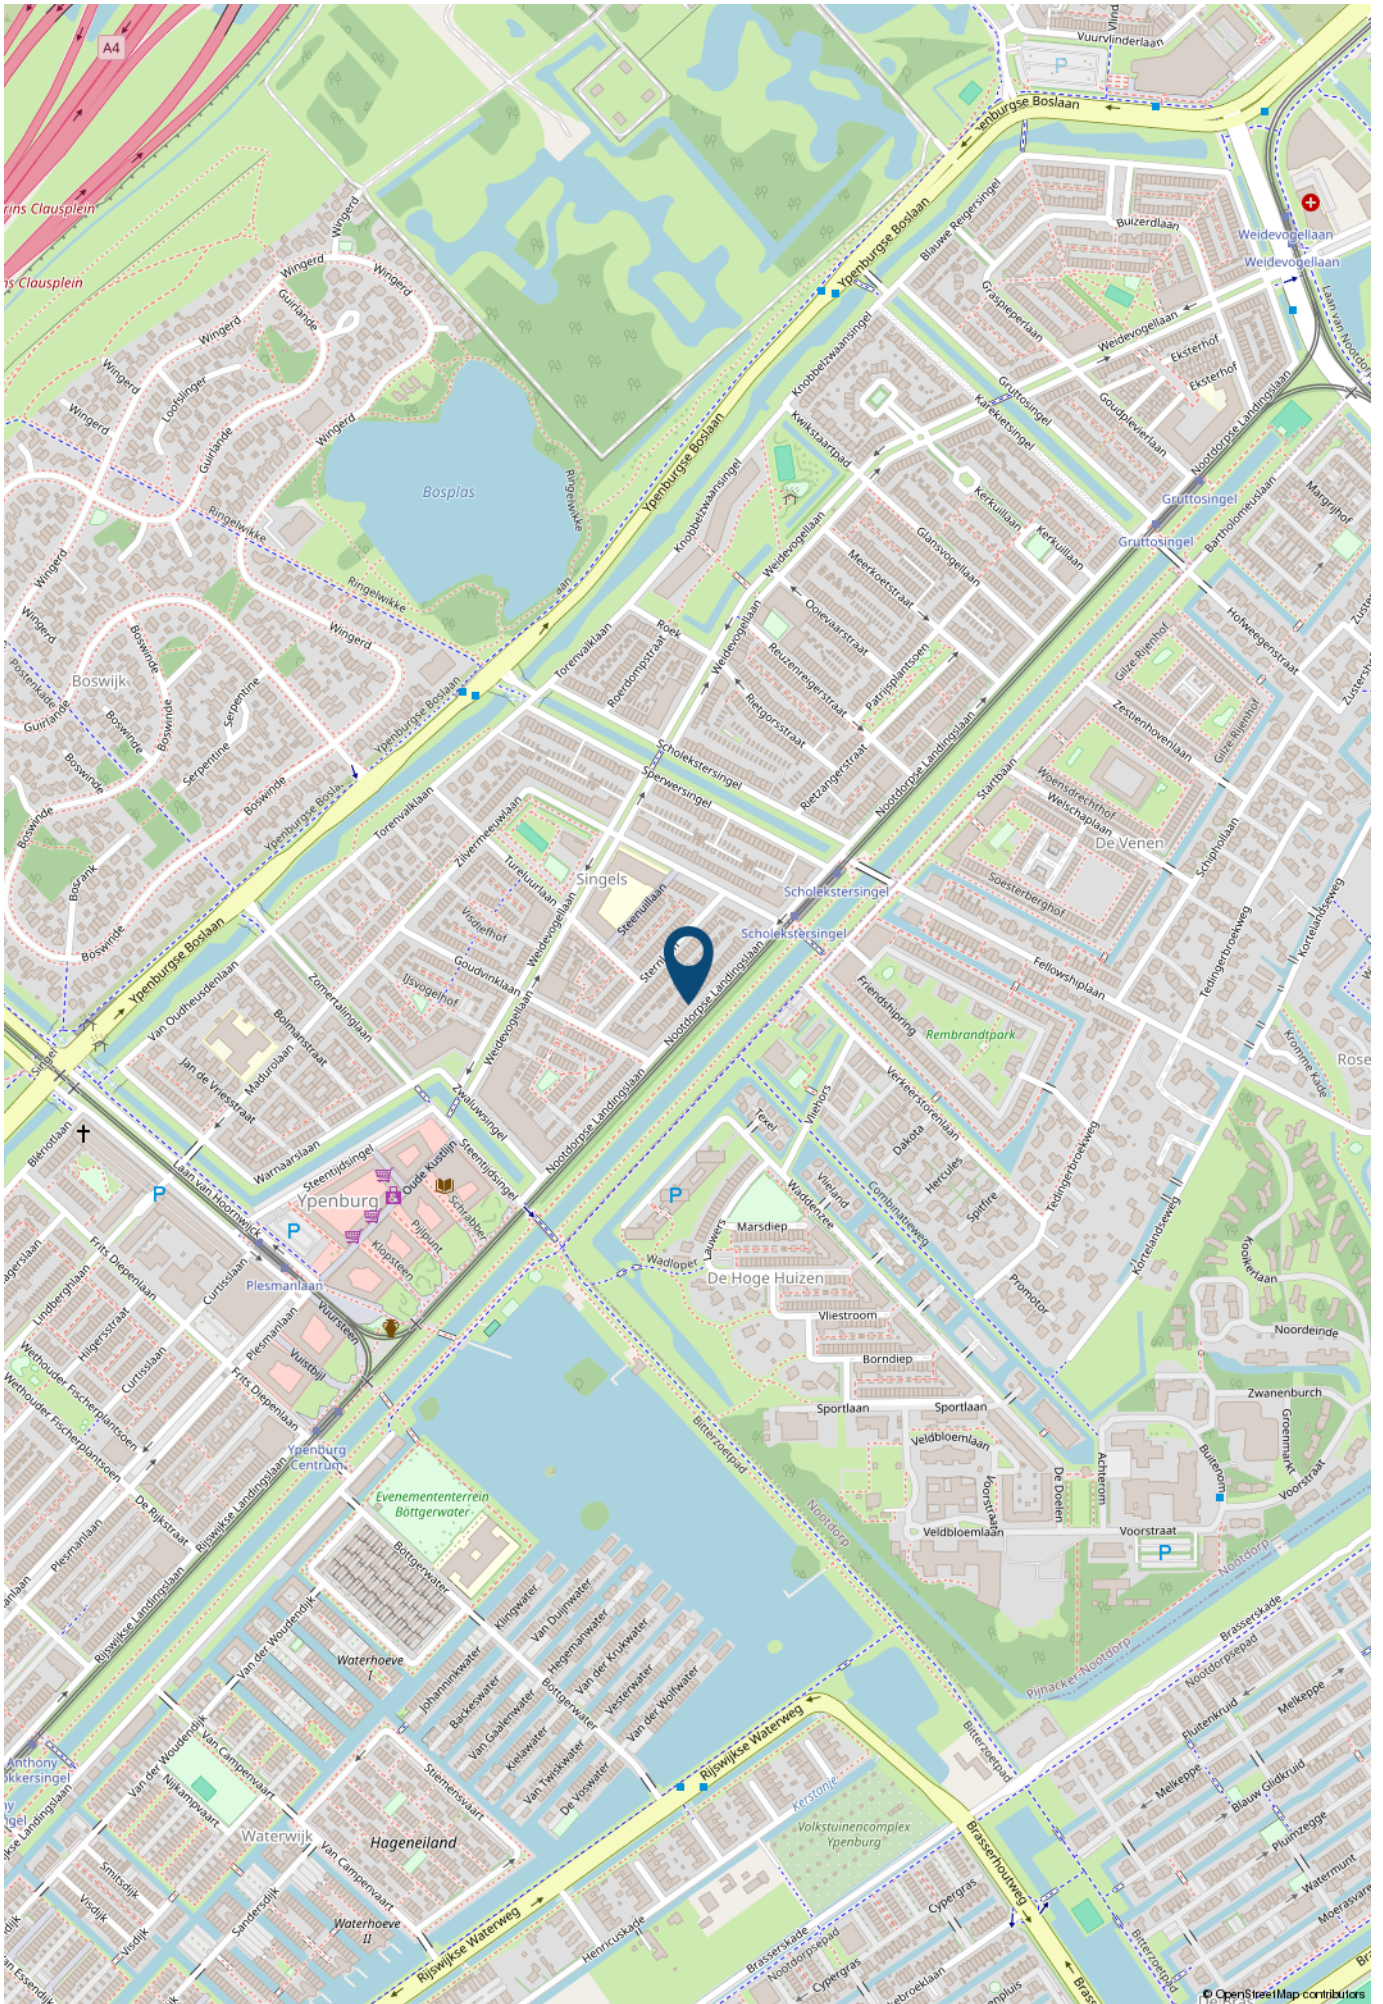 A4
Vuurvlinderlaan
P
Ypenburgse Boslaan
Wingerd
Blauwe Reigersingel
Buizerdlaan
Ypenburgse Boslaan
Weidevogellaan
Weidevogellaan
Wingerd
Wingerd
Guirlande
Wingerd
Graspieperlaan
Weidevogellaan
Knobbelzwaansingel
Eksterhof
Eksterhof
Wingerd
Loofslinger
Wingerd
Gruttosingel
Karekietsingel
Goudplevierlaan
Nootdorpse Landingslaan
Wingerd
Guirlande
Kwikstaartpad
Ypenburgse Boslaan
Bosplas
Ringelwikke
Knobbelzwaansingel
Kerkuillaan
Gruttosingel
Margrijhof
Bartholomeuslaan
Ringelwikke
Weidevogellaan
Glansvogellaan
Kerkuillaan
Gruttosingel
Wingerd
Ringelwikke
Meerkoetstraat
Wingerd
Boswinde
Wingerd
Torenvalklaan
Roek
Roerdompstraat
Weidevogellaan
Ooievaarstraat
Reuzenreigerstraat
Patrijsplantsoen
Hofweegenstraat
Gilze-Rijenhof
Postenkade
Boswijk
Guirlande
Boswinde
Boswinde
Serpentine
Serpentine
Ypenburgse Boslaan
Rietgorsstraat
Zestienhovenlaan
Gilze-Rijenhof
Boswinde
Scholekstersingel
Sperwersingel
Rietzangerstraat
Nootdorpse Landingslaan
Startbaan
Woensdrechthof
Welschaplaan
Boswinde
Boswinde
Torenvalklaan
Zilvermeeuwlaan
De Venen
Schiphollaan
Bosrank
Tureluurlaan
Singels
Steenuillaan
Scholekstersingel
Soesterberghof
Kortelandseweg
Boswinde
Ypenburgse Boslaan
Visdiefhof
Weidevogellaan
Scholekstersingel
Tedingerbroekweg
Van Oudheusdenlaan
Zomertalinglaan
IJsvogelhof
Goudvinklaan
Nootdorpse Landingslaan
Fellowshiplaan
Friendshipring
Rembrandtpark
Bolmanstraat
Madurolaan
Jan de Vriesstraat
Weidevogellaan
Verkeerstorenlaan
Kromme Kade
Blériotlaan
Zwaluwsingel
Nootdorpse Landingslaan
Texel
Vliehors
Dakota
Hercules
Spitfire
Tedingerbroekweg
Warnaarslaan
Steentijdsingel
Oude Kustlijn
Steentijdsingel
Laan van Hoornwijck
P
P
Ypenburg
Schrabber
Pijlpunt
Klopsteen
P
Waddenzee
Vlieland
Combinatieweg
Marsdiep
Lauwers
Wadloper
De Hoge Huizen
Kortelandseweg
Kooikerlaan
Frits Diepenlaan
Lindberghlaan
Curtisslaan
Plesmanlaan
Vuursteen
Hilgersstraat
Plesmanlaan
Vuistbijl
Vliestroom
Promotor
Noordeinde
Wethouder Fischerplantsoen
Curtisslaan
Frits Diepenlaan
Borndiep
Sportlaan
Sportlaan
Zwanenburch
Groenmarkt
Wethouder Fischerplantsoen
Bitterzoetpad
Veldbloemlaan
Voorstraat
De Doelen
Achterom
Buitenom
Voorstraat
Ypenburg
Centrum
Rijswijkse Landingslaan
De Rijkstraat
Plesmanlaan
Evenemententerrein
Böttgerwater
Nootdorp
Veldbloemlaan
Voorstraat
P
Nootdorp
Böttgerwater
Rijswijkse Landingslaan
Van der Woudendijk
Waterhoeve
I
Klingwater
Van Duijnwater
Hegemanwater
Van der Krukwater
Vesterwater
Van der Wolfwater
Johanninkwater
Backeswater
Van Gaalenwater
Kielawater
Van Twiskwater
De Voswater
Böttgerwater
Brasserskade
Nootdorpsepad
Pijnacker-Nootdorp
Melkeppe
Fluitenkruid
Anthony
Van der Woudendijk
Van Campenvaart
Nijkampvaart
Stiemensvaart
Rijswijkse Waterweg
Kerstanje
Bitterzoetpad
Melkeppe
Blauw Glidkruid
Pluimzegge
Waterwijk
Hageneiland
Volkstuinencomplex
Ypenburg
Brasserhoutweg
Watermunt
Smitsdijk
Visdijk
Visdijk
Sandersdijk
Van Campenvaart
Waterhoeve
II
Rijswijkse Waterweg
Henricuskade
Brasserskade
Nootdorpsepad
Cypergras
Cypergras
Bitterzoetpad
© OpenStreetMap contributors